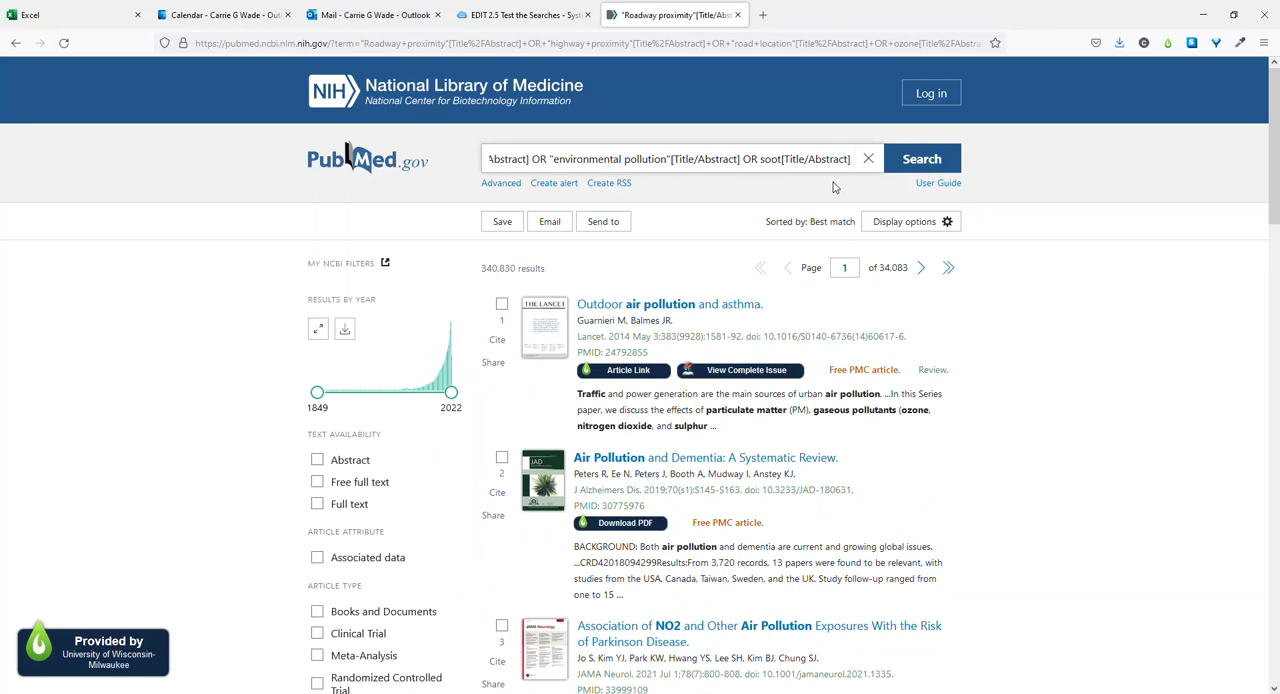 Excel
Calendar - Carrie G Wade - Out
Mail - Carrie G Wade - Outlook
EDIT 2.5 Test the Searches - Syst
"Roadway proximity"[Title/Abst
https://pubmed.ncbi.nlm.nih.gov/?term="Roadway+proximity"[Title%2FAbstract]+OR+"highway+proximity"[Title%2FAbstract]+OR+"road+location"[Title%2FAbstract]+OR+ozone[Title%2FAbstrac
NIH National Library of Medicine
National Center for Biotechnology Information
Log in
PubMed.gov
Abstract] OR "environmental pollution"[Title/Abstract] OR soot[Title/Abstract]
Search
Advanced Create alert Create RSS User Guide
Save Email Send to Sorted by: Best match Display options
MY NCBI FILTERS
340,830 results
Page 1 of 34,083
RESULTS BY YEAR
1849 2022
TEXT AVAILABILITY
Abstract
Free full text
Full text
ARTICLE ATTRIBUTE
Associated data
ARTICLE TYPE
Books and Documents
Clinical Trial
Meta-Analysis
Randomized Controlled
Trial
1
Cite
Share
THE LANCET
Outdoor air pollution and asthma.
Guarnieri M, Balmes JR.
Lancet. 2014 May 3;383(9928):1581-92. doi: 10.1016/S0140-6736(14)60617-6.
PMID: 24792855
Article Link View Complete Issue Free PMC article. Review.
Traffic and power generation are the main sources of urban air pollution. ...In this Series
paper, we discuss the effects of particulate matter (PM), gaseous pollutants (ozone,
nitrogen dioxide, and sulphur ...
2
Cite
Share
JAD
Air Pollution and Dementia: A Systematic Review.
Peters R, Ee N, Peters J, Booth A, Mudway I, Anstey KJ.
J Alzheimers Dis. 2019;70(s1):S145-S163. doi: 10.3233/JAD-180631.
PMID: 30775976
Download PDF Free PMC article.
BACKGROUND: Both air pollution and dementia are current and growing global issues.
...CRD42018094299Results:From 3,720 records, 13 papers were found to be relevant, with
studies from the USA, Canada, Taiwan, Sweden, and the UK. Study follow-up ranged from
one to 15 ...
3
Cite
Share
JAMA Neurology
Association of NO2 and Other Air Pollution Exposures With the Risk
of Parkinson Disease.
Jo S, Kim YJ, Park KW, Hwang YS, Lee SH, Kim BJ, Chung SJ.
JAMA Neurol. 2021 Jul 1;78(7):800-808. doi: 10.1001/jamaneurol.2021.1335.
PMID: 33999109
Provided by
University of Wisconsin-
Milwaukee